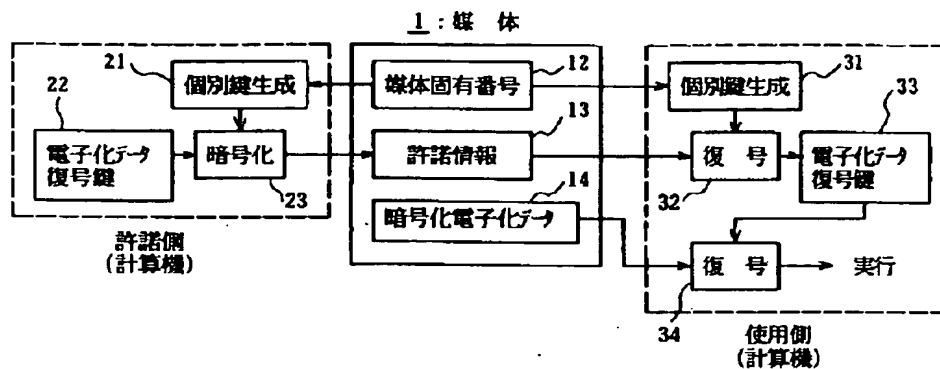 1：媒 体
21
個別鍵生成
22
電子化データ
復号鍵
暗号化
23
許諾側
(計算機)
12
媒体固有番号
13
許諾情報
14
暗号化電子化データ
31
個別鍵生成
33
復 号
32
電子化データ
復号鍵
復 号
34
実行
使用側
(計算機)